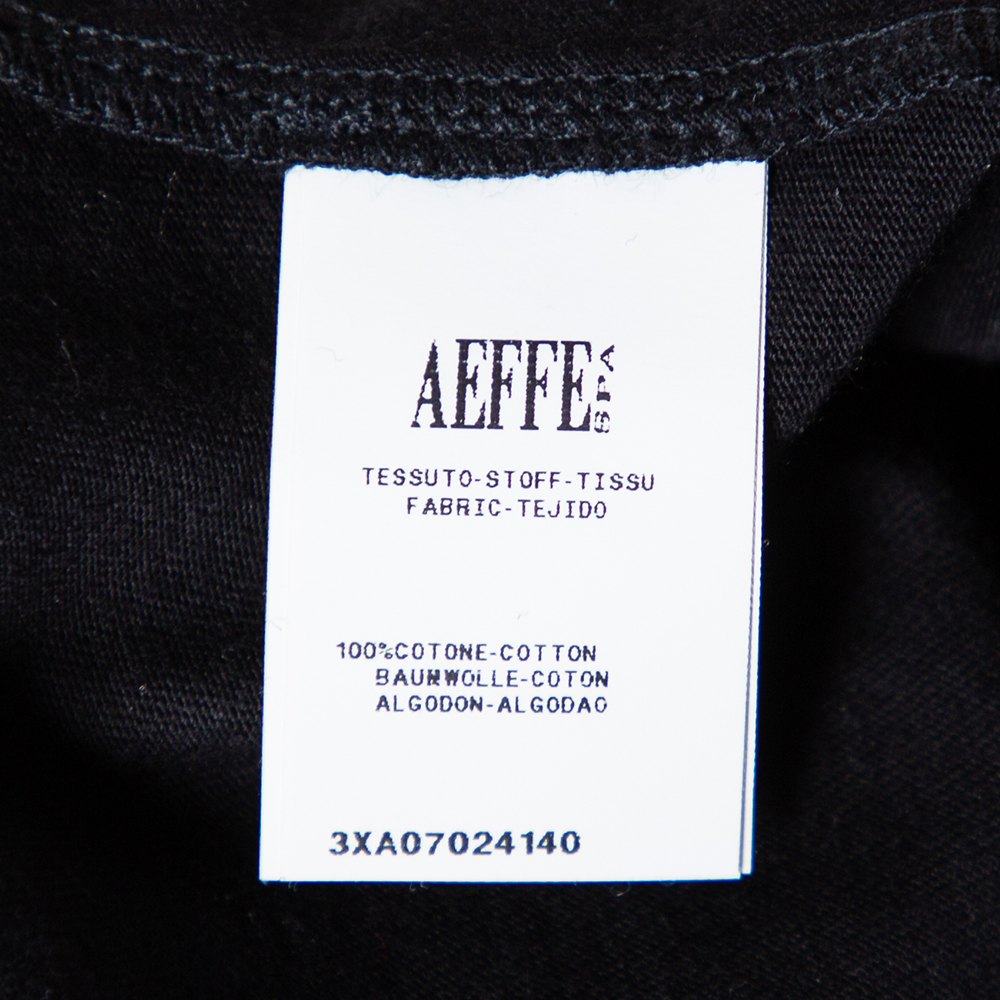 AEFFE SPA
TESSUTO-STOFF-TISSU
FABRIC-TEJIDO
100%COTONE-COTTON
BAUMWOLLE-COTON
ALGODON-ALGODAO
3XA07024140